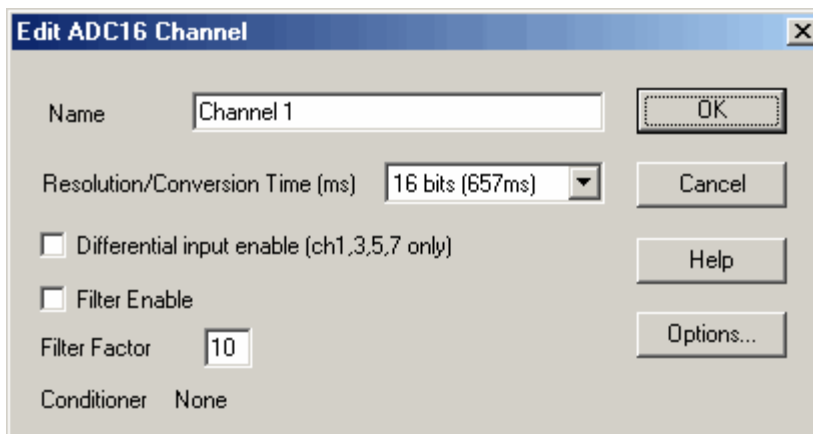 Edit ADC16 Channel
Name Channel 1 OK
Resolution/Conversion Time (ms) 16 bits (657ms) Cancel
Differential input enable (ch1,3,5,7 only) Help
Filter Enable
Filter Factor 10 Options...
Conditioner None